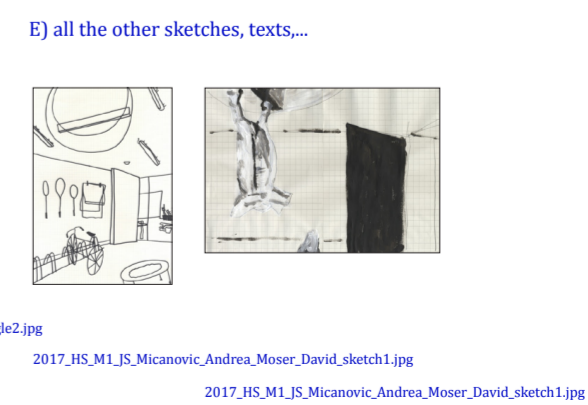 E) all the other sketches, texts,...
le2.jpg
2017_HS_M1_JS_Micanovic_Andrea_Moser_David_sketch1.jpg
2017_HS_M1_JS_Micanovic_Andrea_Moser_David_sketch1.jpg